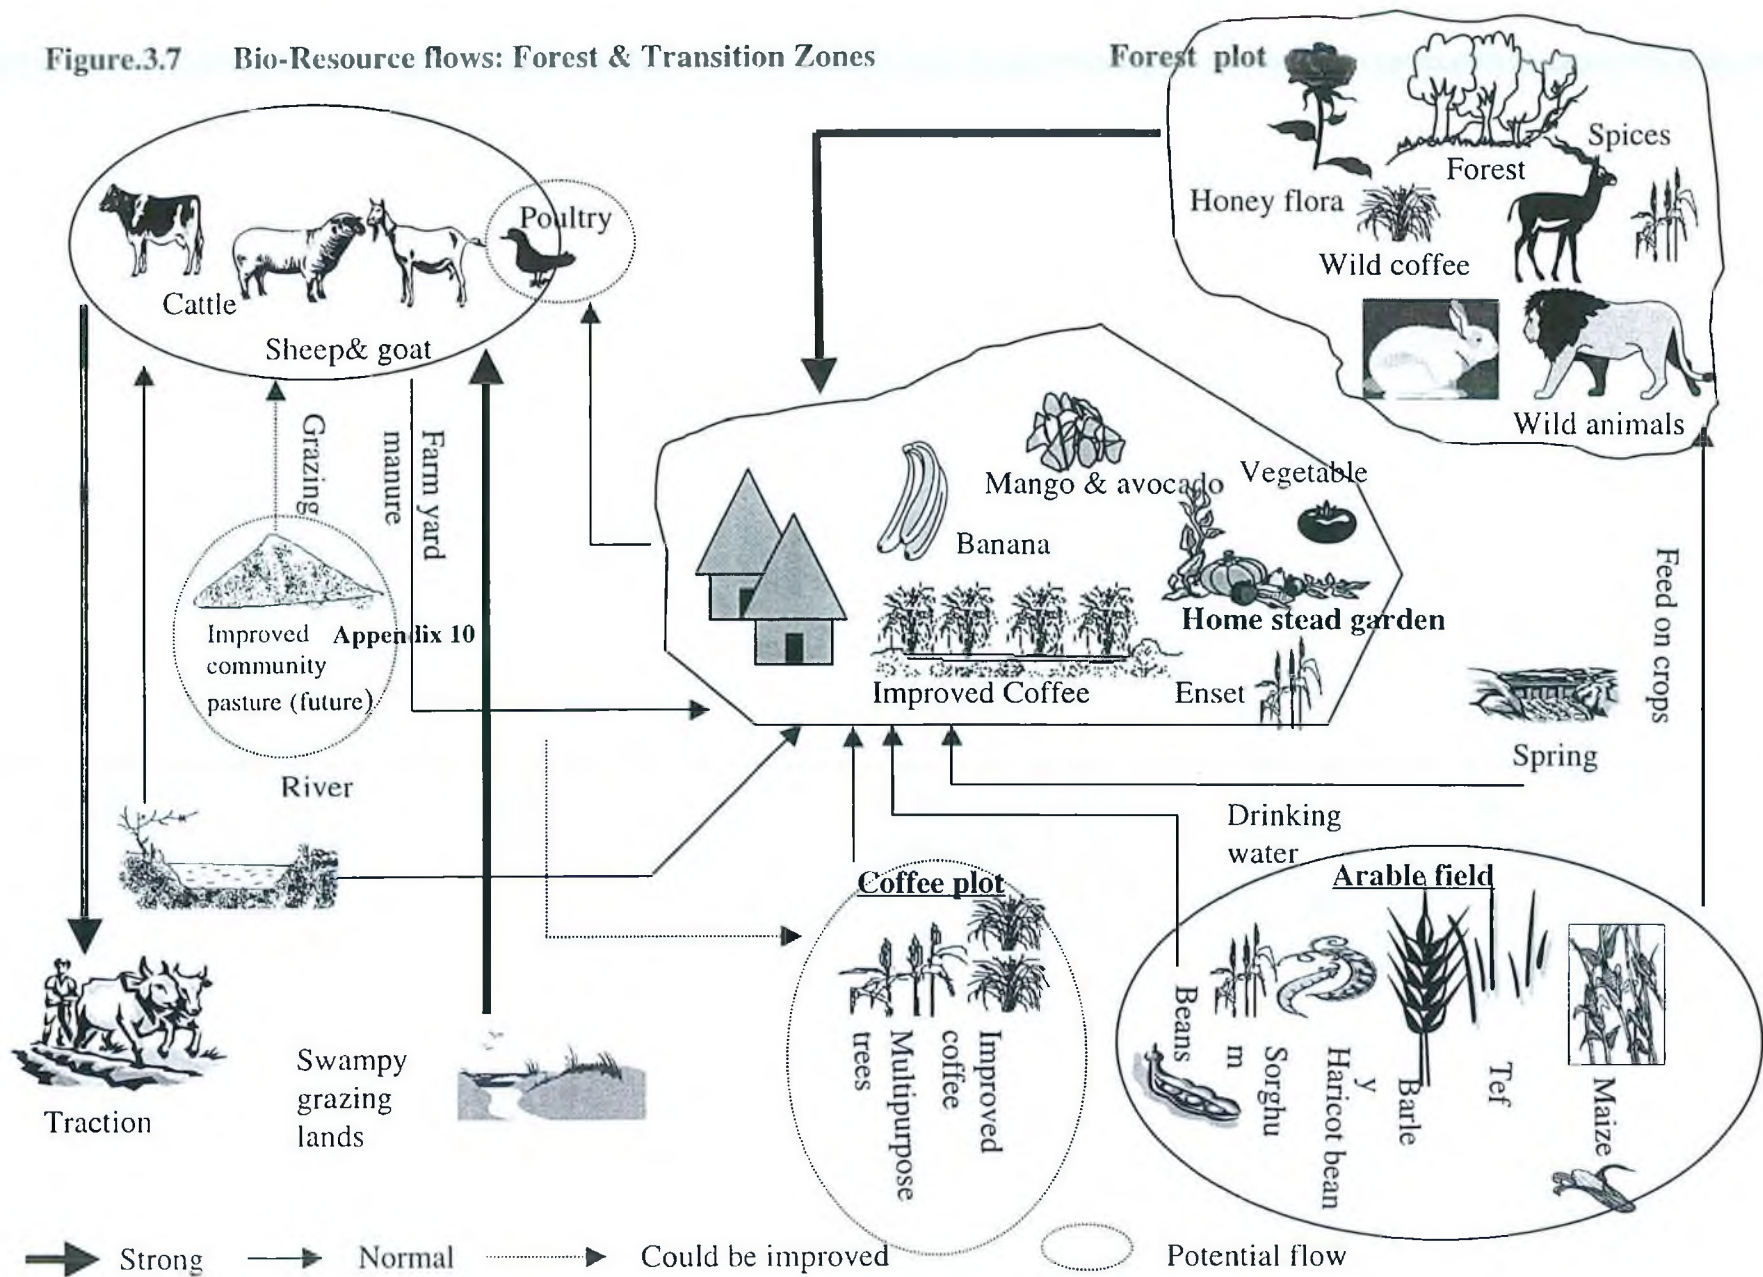 Figure.3.7 Bio-Resource flows: Forest & Transition Zones
Forest plot
Spices
Forest
Honey flora
Wild coffee
Wild animals
Poultry
Cattle
Sheep& goat
Grazing
Farm yard
manure
Improved
community
pasture (future)
Appendix 10
River
Mango & avocado
Vegetable
Banana
Home stead garden
Improved Coffee
Enset
Feed on crops
Spring
Drinking
water
Traction
Swampy
grazing
lands
Coffee plot
Improved
coffee
Multipurpose
trees
Arable field
Beans
Sorghu
m
Haricot bean
Barle
y
Tef
Maize
Strong
Normal
Could be improved
Potential flow